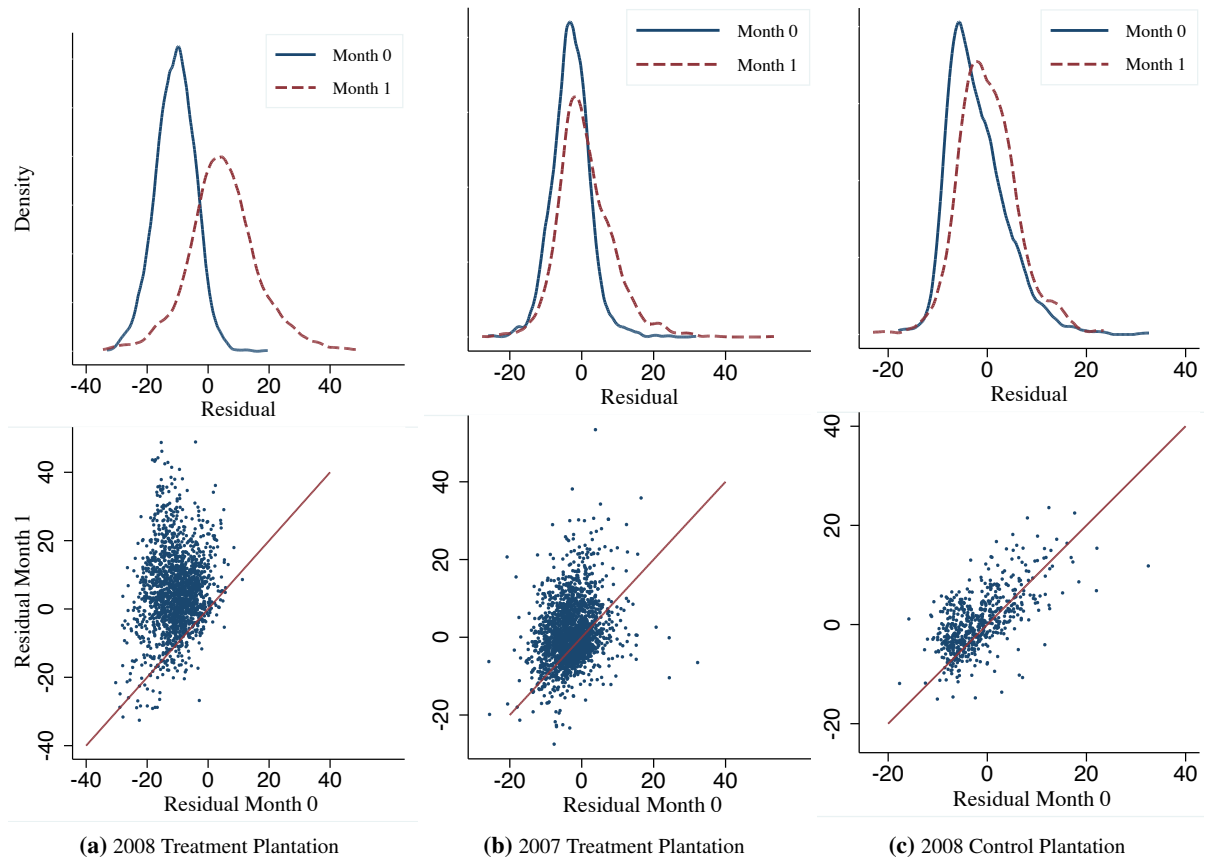 Month 0
Month 1
Density
-40 -20 0 20 40
Residual
Month 0
Month 1
-20 0 20 40
Residual
Month 0
Month 1
-20 0 20 40
Residual
Residual Month 1
40
20
0
-20
-40
-40 -20 0 20 40
Residual Month 0
40
20
0
-20
-20 0 20 40
Residual Month 0
40
20
0
-20
-20 0 20 40
Residual Month 0
(a) 2008 Treatment Plantation
(b) 2007 Treatment Plantation
(c) 2008 Control Plantation